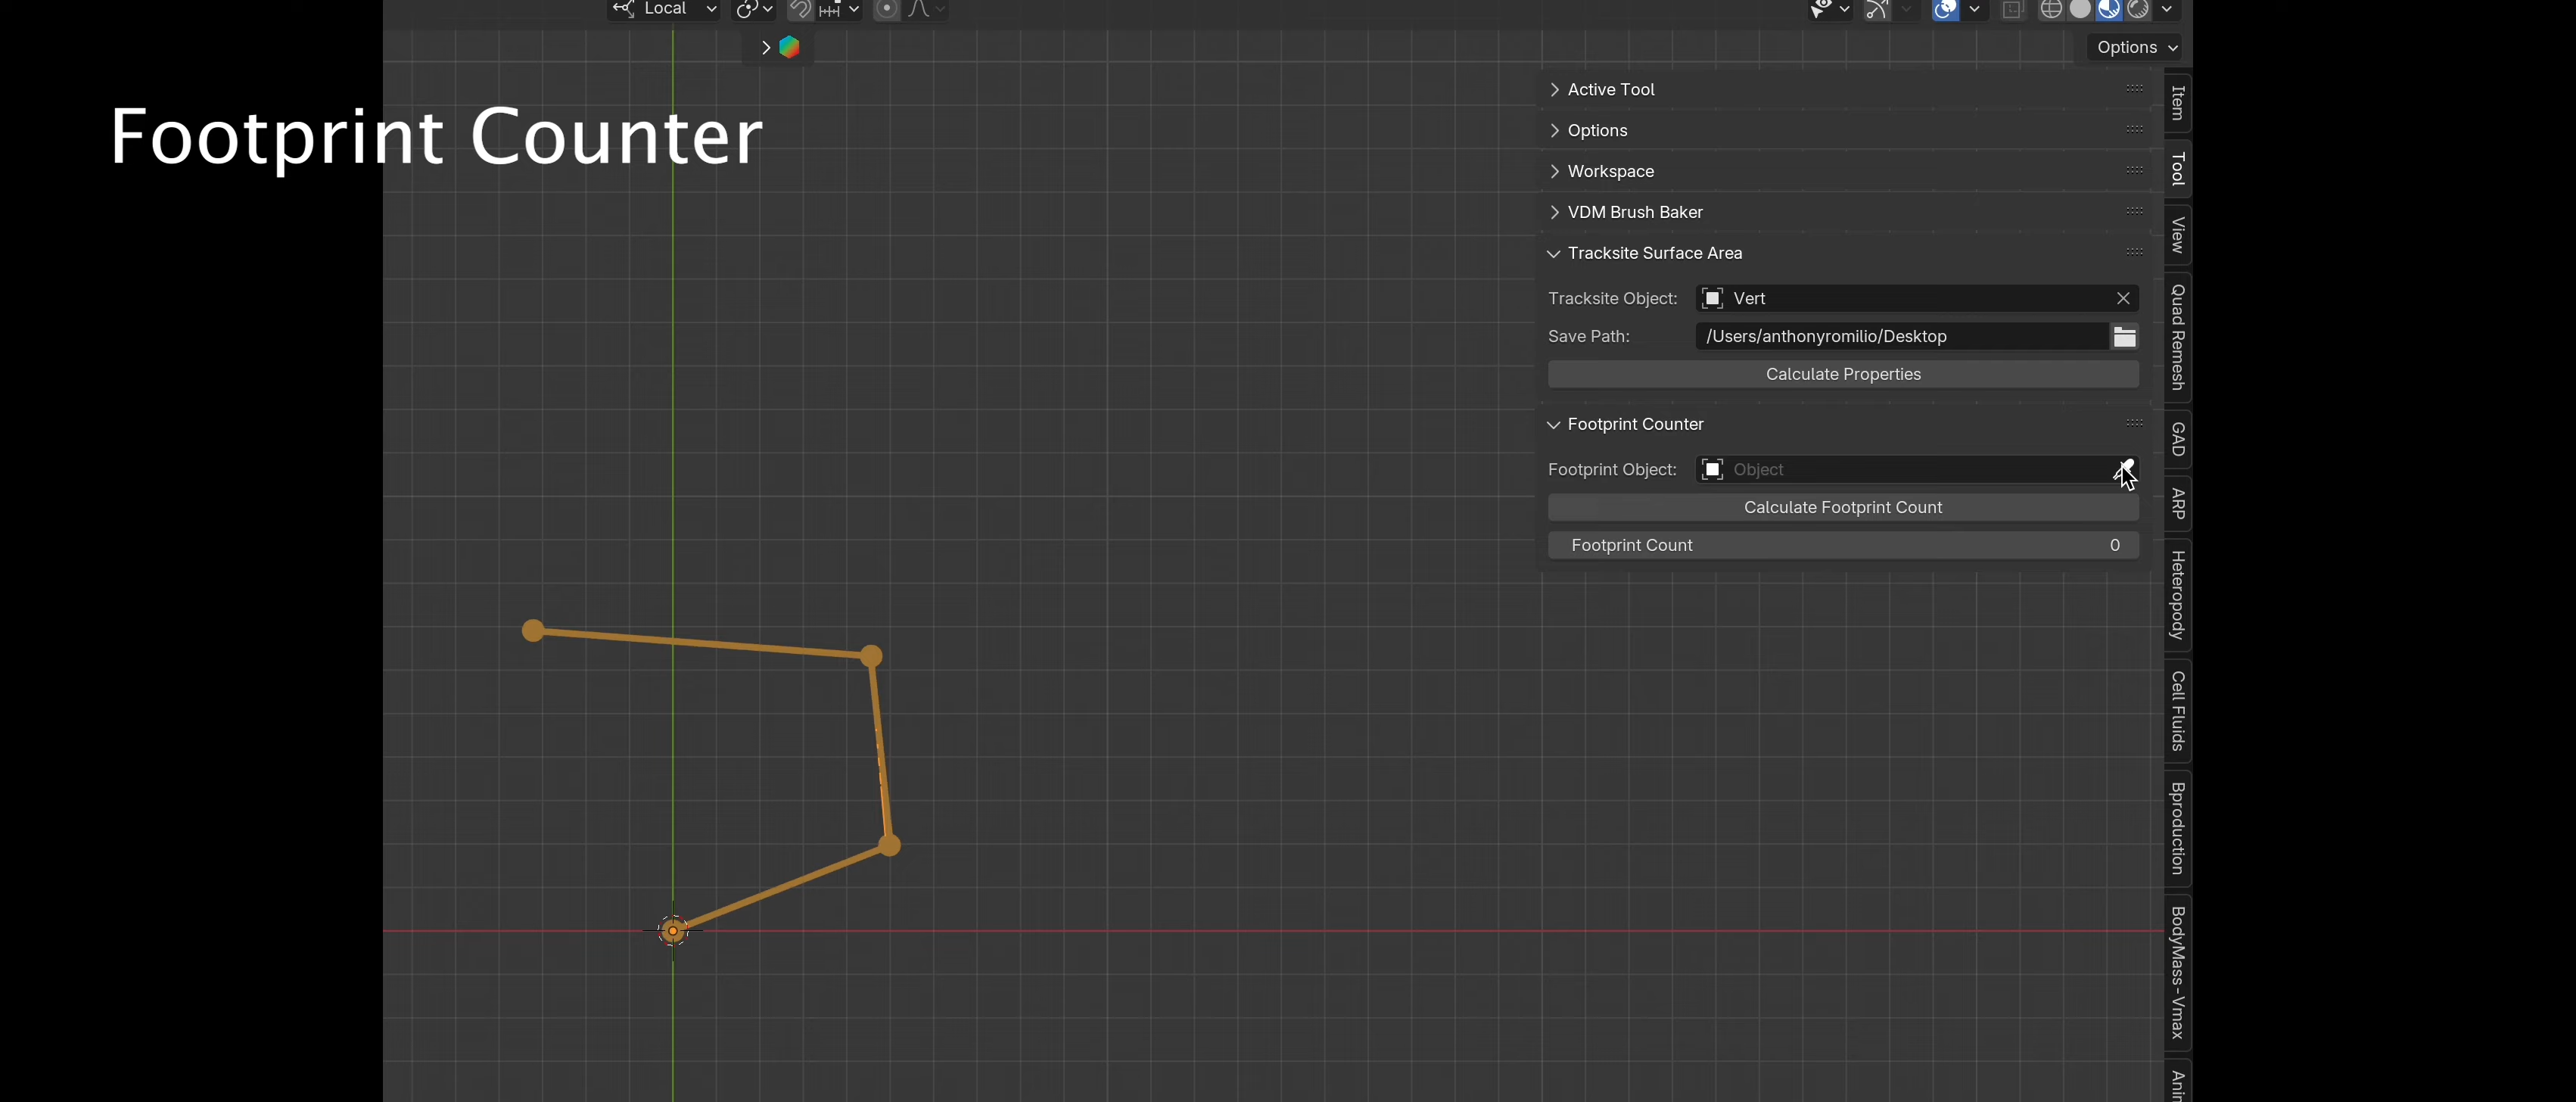 Local
Options
Footprint Counter
Active Tool
Options
Workspace
VDM Brush Baker
Tracksite Surface Area
Tracksite Object: Vert
Save Path: /Users/anthonyromilio/Desktop
Calculate Properties
Footprint Counter
Footprint Object: Object
Calculate Footprint Count
Footprint Count 0
Item
Tool
View
Quad Remesh
GAD
ARP
Heteropody
Cell Fluids
Bproduction
BodyMass-Vmax